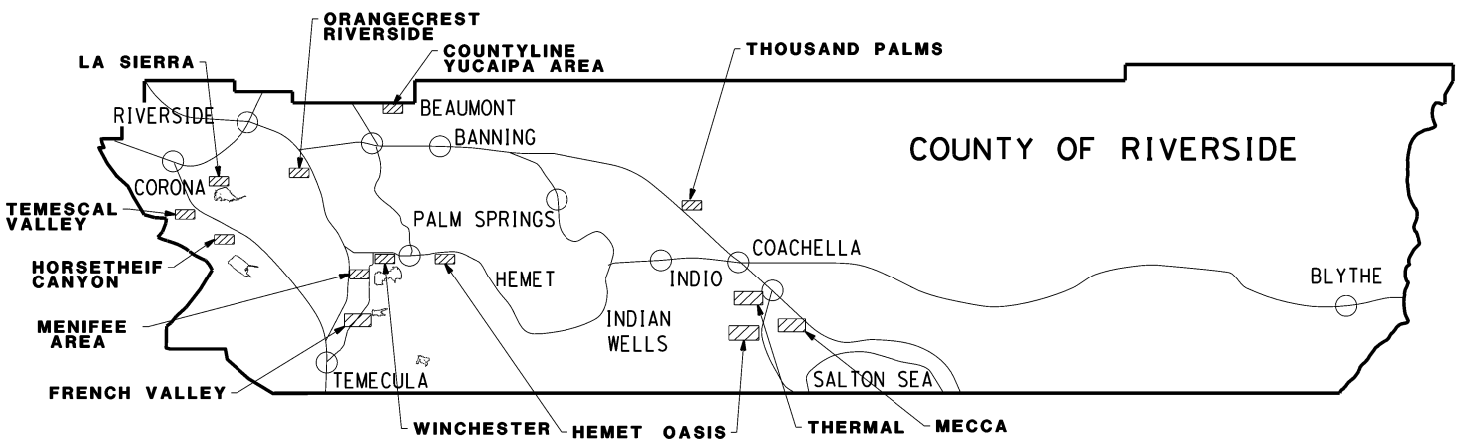 ORANGECREST
RIVERSIDE
COUNTYLINE
YUCAIPA AREA
THOUSAND PALMS
LA SIERRA
RIVERSIDE
BEAUMONT
BANNING
COUNTY OF RIVERSIDE
CORONA
TEMESCAL
VALLEY
PALM SPRINGS
COACHELLA
HORSETHEIF
CANYON
HEMET
INDIO
BLYTHE
MENIFEE
AREA
INDIAN
WELLS
FRENCH VALLEY
TEMECULA
SALTON SEA
WINCHESTER
HEMET OASIS
THERMAL
MECCA